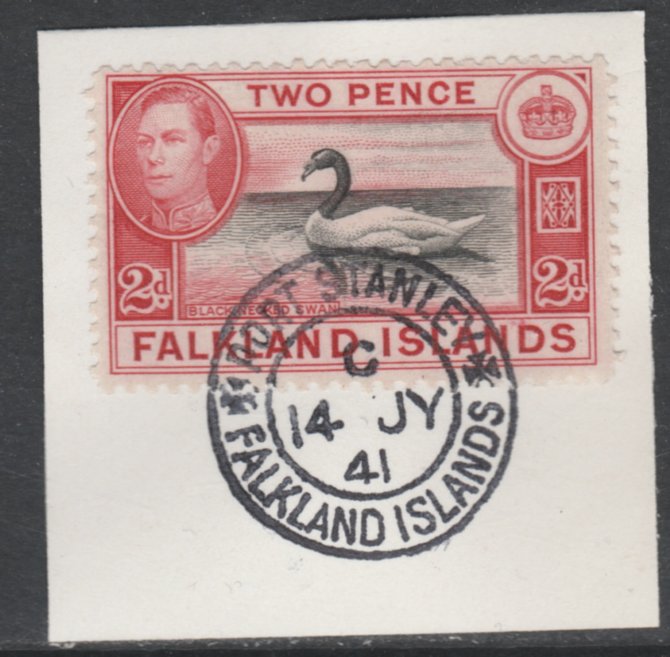 TWO PENCE
2d. 2d.
BLACK NECKED SWAN
FALKLAND ISLANDS
PORT STANLEY
C
14 JY
41
FALKLAND ISLANDS